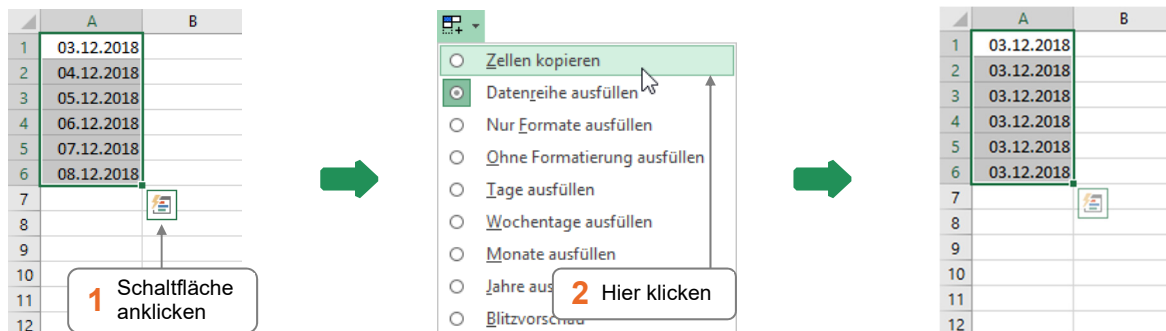 A B
1 03.12.2018
2 04.12.2018
3 05.12.2018
4 06.12.2018
5 07.12.2018
6 08.12.2018
7
8
9
10
11
12
1 Schaltfläche
anklicken
Zellen kopieren
Datenreihe ausfüllen
Nur Formate ausfüllen
Ohne Formatierung ausfüllen
Tage ausfüllen
Wochentage ausfüllen
Monate ausfüllen
Jahre aus
Blitzvorschau
2 Hier klicken
A B
1 03.12.2018
2 03.12.2018
3 03.12.2018
4 03.12.2018
5 03.12.2018
6 03.12.2018
7
8
9
10
11
12